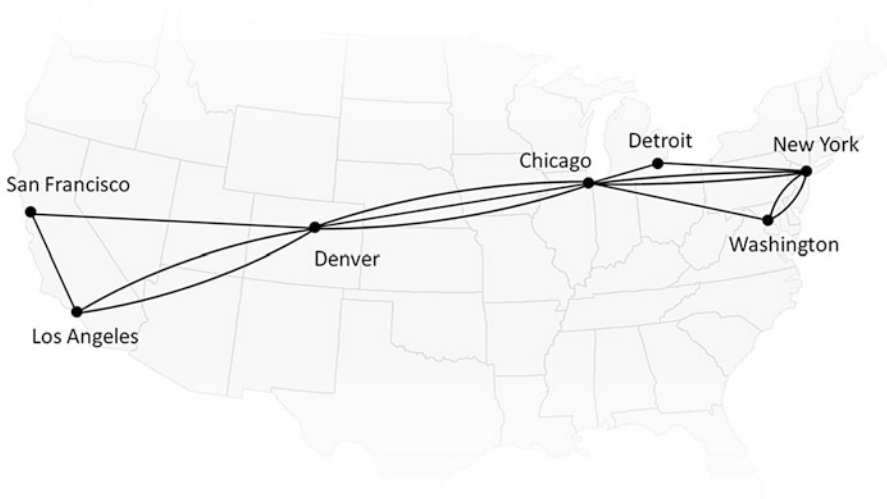 Detroit
New York
Chicago
San Francisco
Washington
Denver
Los Angeles